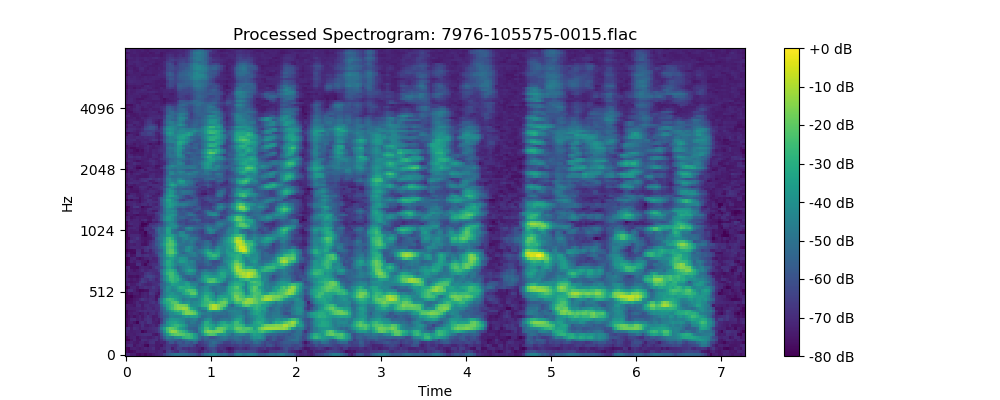 Processed Spectrogram: 7976-105575-0015.flac
+0 dB
-10 dB
-20 dB
-30 dB
-40 dB
-50 dB
-60 dB
-70 dB
-80 dB
Hz
4096
2048
1024
512
0
0 1 2 3 4 5 6 7
Time